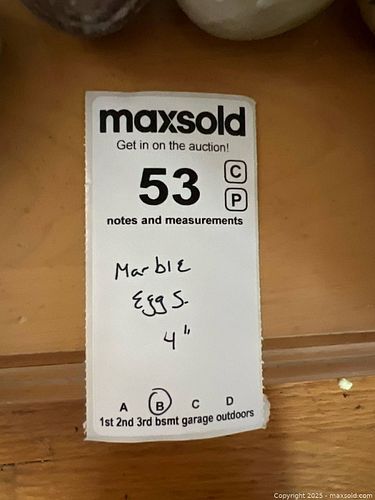 maxsold
Get in on the auction!
53
C
P
notes and measurements
Marble
Eggs.
4"
A B C D
1st 2nd 3rd bsmt garage outdoors
Copyright 2025 - maxsold.com